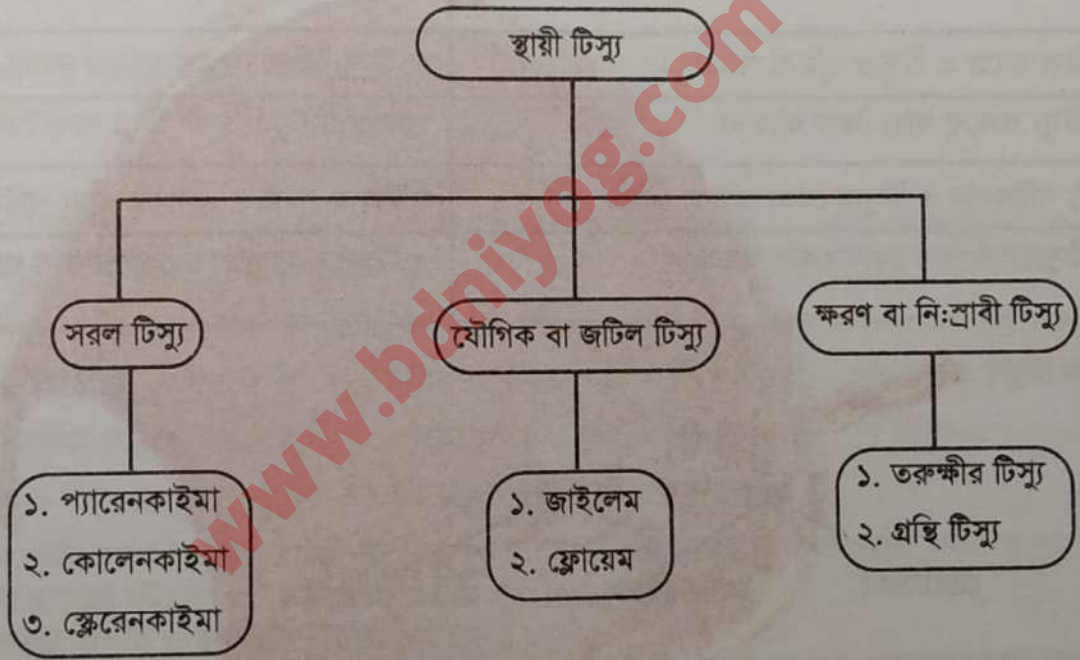 স্থায়ী টিস্যু
সরল টিস্যু
যৌগিক বা জটিল টিস্যু
ক্ষরণ বা নিঃস্রাবী টিস্যু
১. প্যারেনকাইমা
২. কোলেনকাইমা
৩. স্ক্লেরেনকাইমা
১. জাইলেম
২. ফ্লোয়েম
১. তরুক্ষীর টিস্যু
২. গ্রন্থি টিস্যু
www.bdniyog.com